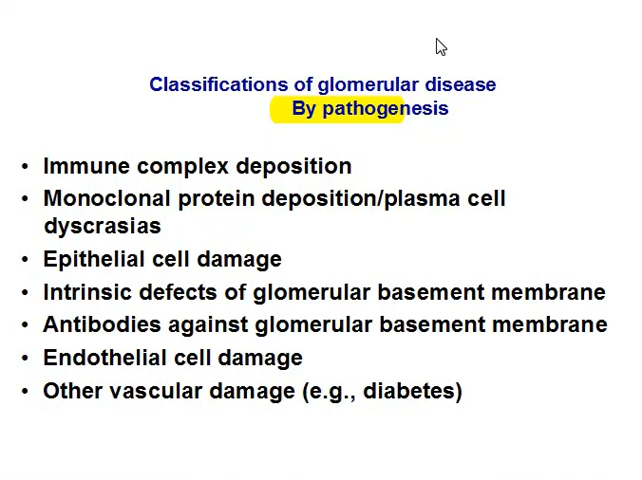 Classifications of glomerular disease
By pathogenesis
• Immune complex deposition
• Monoclonal protein deposition/plasma cell
dyscrasias
• Epithelial cell damage
• Intrinsic defects of glomerular basement membrane
• Antibodies against glomerular basement membrane
• Endothelial cell damage
• Other vascular damage (e.g., diabetes)